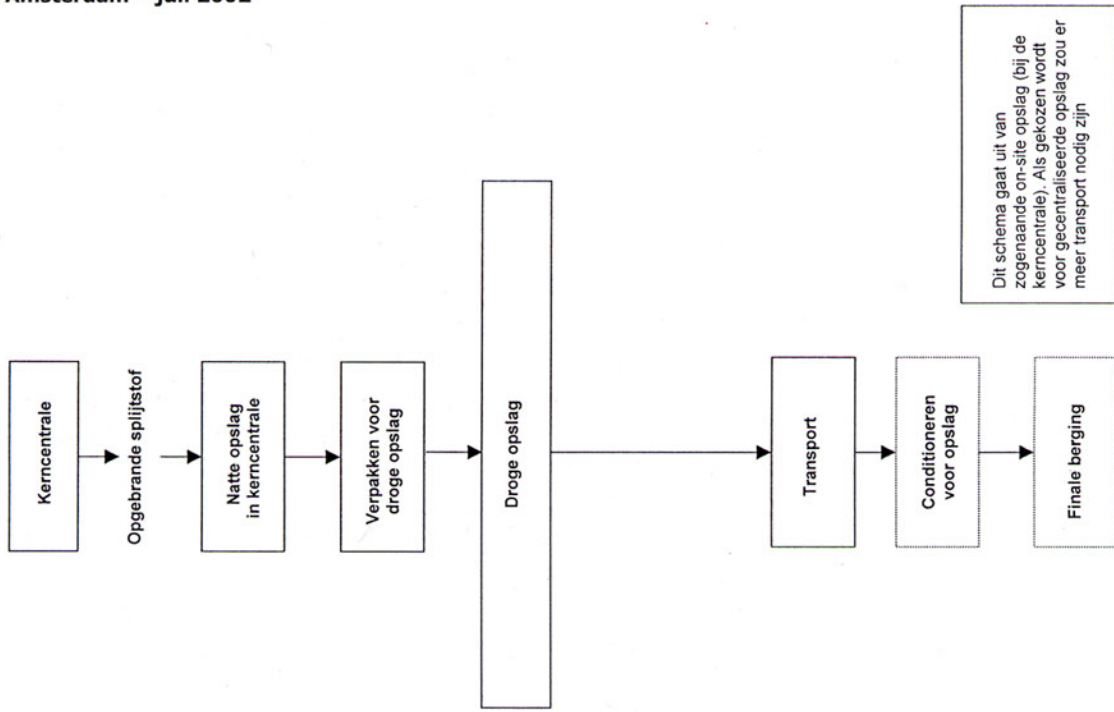 Amsterdam – juli 2002
Kerncentrale
Opgebrande splijtstof
Natte opslag
in kerncentrale
Verpakken voor
droge opslag
Droge opslag
Transport
Conditioneren
voor opslag
Finale berging
Dit schema gaat uit van
zogenaande on-site opslag (bij de
kerncentrale). Als gekozen wordt
voor gecentraliseerde opslag zou er
meer transport nodig zijn